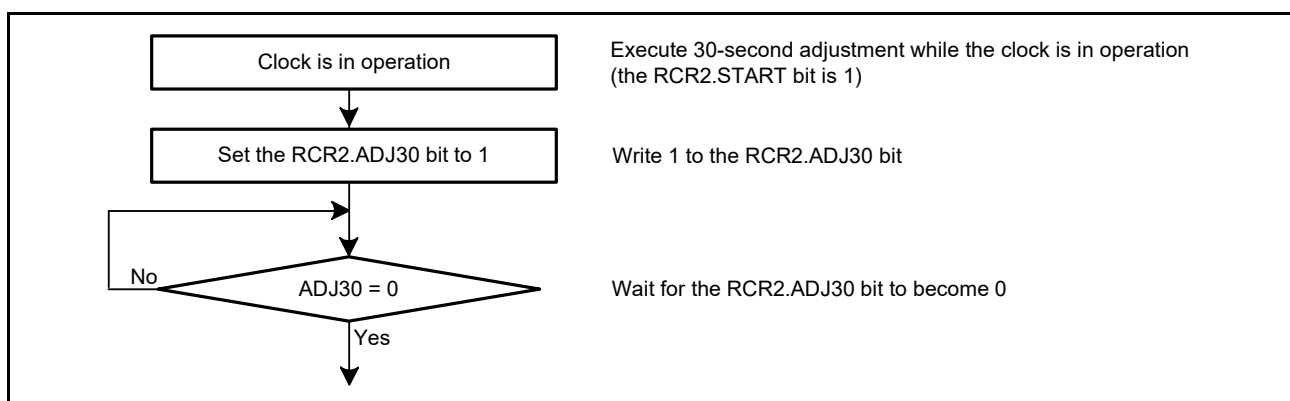 Clock is in operation
Execute 30-second adjustment while the clock is in operation
(the RCR2.START bit is 1)
Set the RCR2.ADJ30 bit to 1
Write 1 to the RCR2.ADJ30 bit
No
ADJ30 = 0
Wait for the RCR2.ADJ30 bit to become 0
Yes